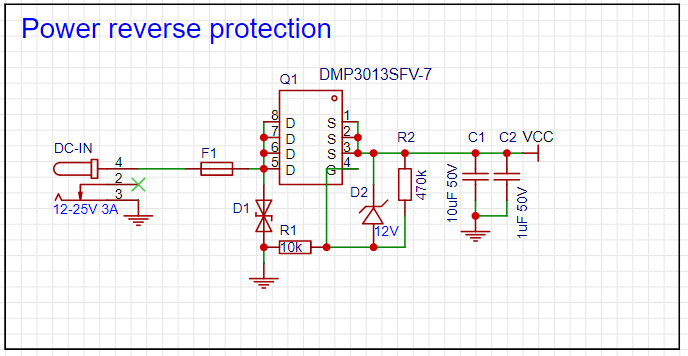 Power reverse protection
Q1
DMP3013SFV-7
8 D S 1
7 D S 2
6 D S 3
5 D G 4
DC-IN
4
2
3
12-25V 3A
F1
D1
R1
10k
D2
12V
R2
470k
C1
10uF 50V
C2
1uF 50V
VCC